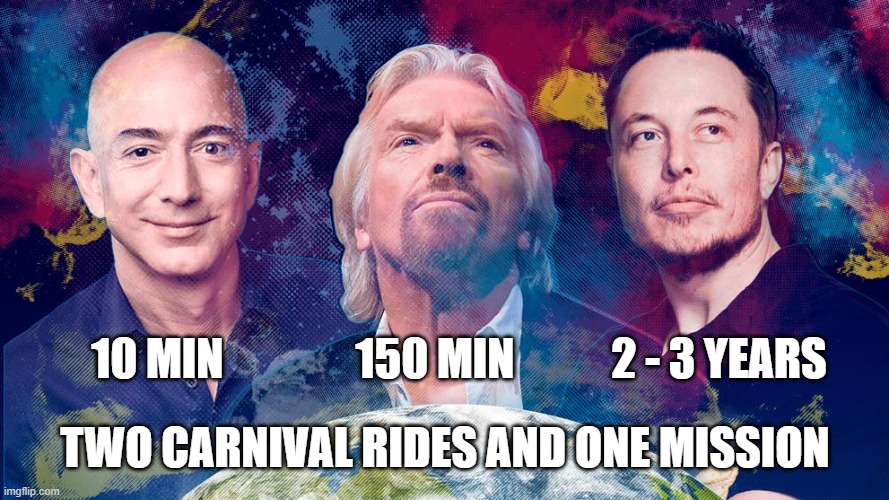 10 MIN 150 MIN 2 - 3 YEARS
TWO CARNIVAL RIDES AND ONE MISSION
imgflip.com